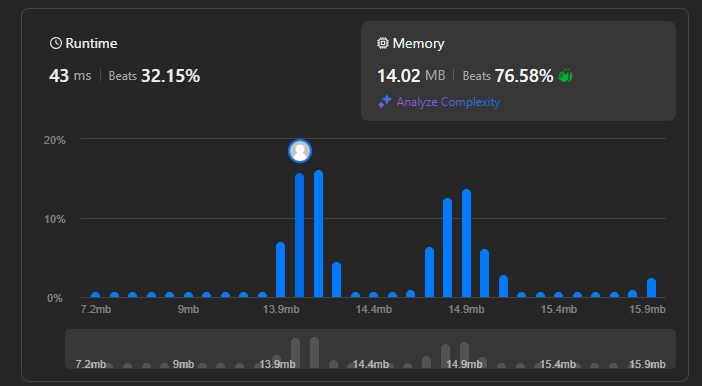 Runtime
43 ms | Beats 32.15%
Memory
14.02 MB | Beats 76.58%
Analyze Complexity
20%
10%
0%
7.2mb 9mb 13.9mb 14.4mb 14.9mb 15.4mb 15.9mb
7.2mb 9mb 13.9mb 14.4mb 14.9mb 15.4mb 15.9mb